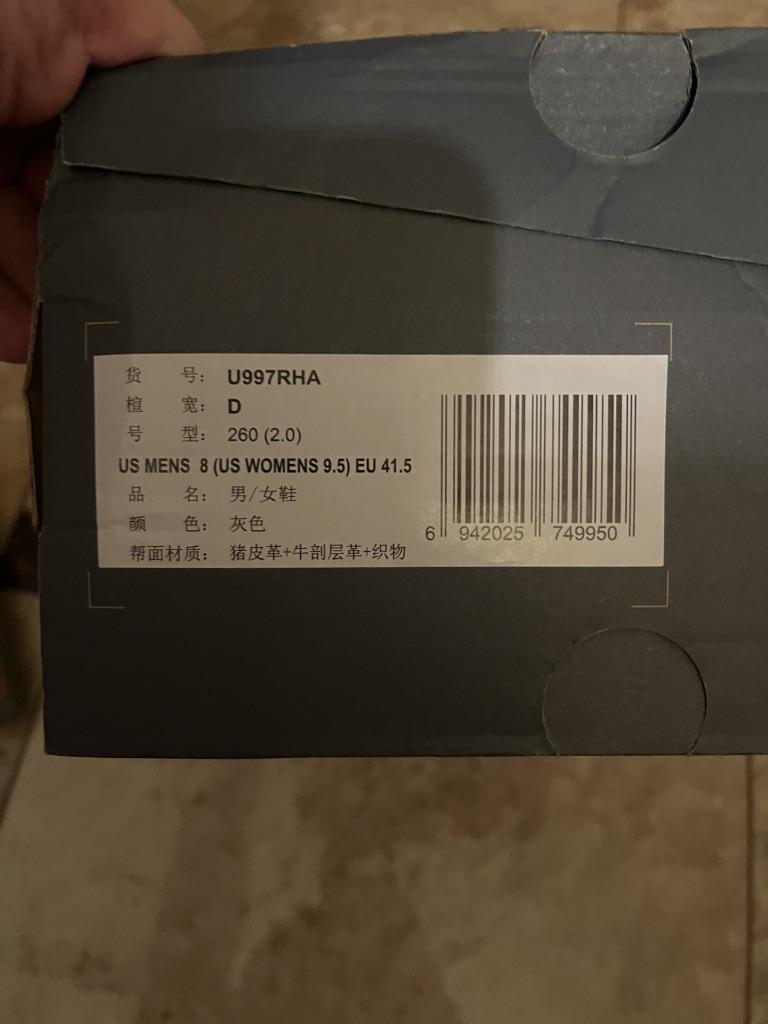 货 号： U997RHA
楦 宽： D
号 型： 260 (2.0)
US MENS 8 (US WOMENS 9.5) EU 41.5
品 名： 男/女鞋
颜 色： 灰色
帮面材质： 猪皮革+牛剖层革+织物
6 942025 749950